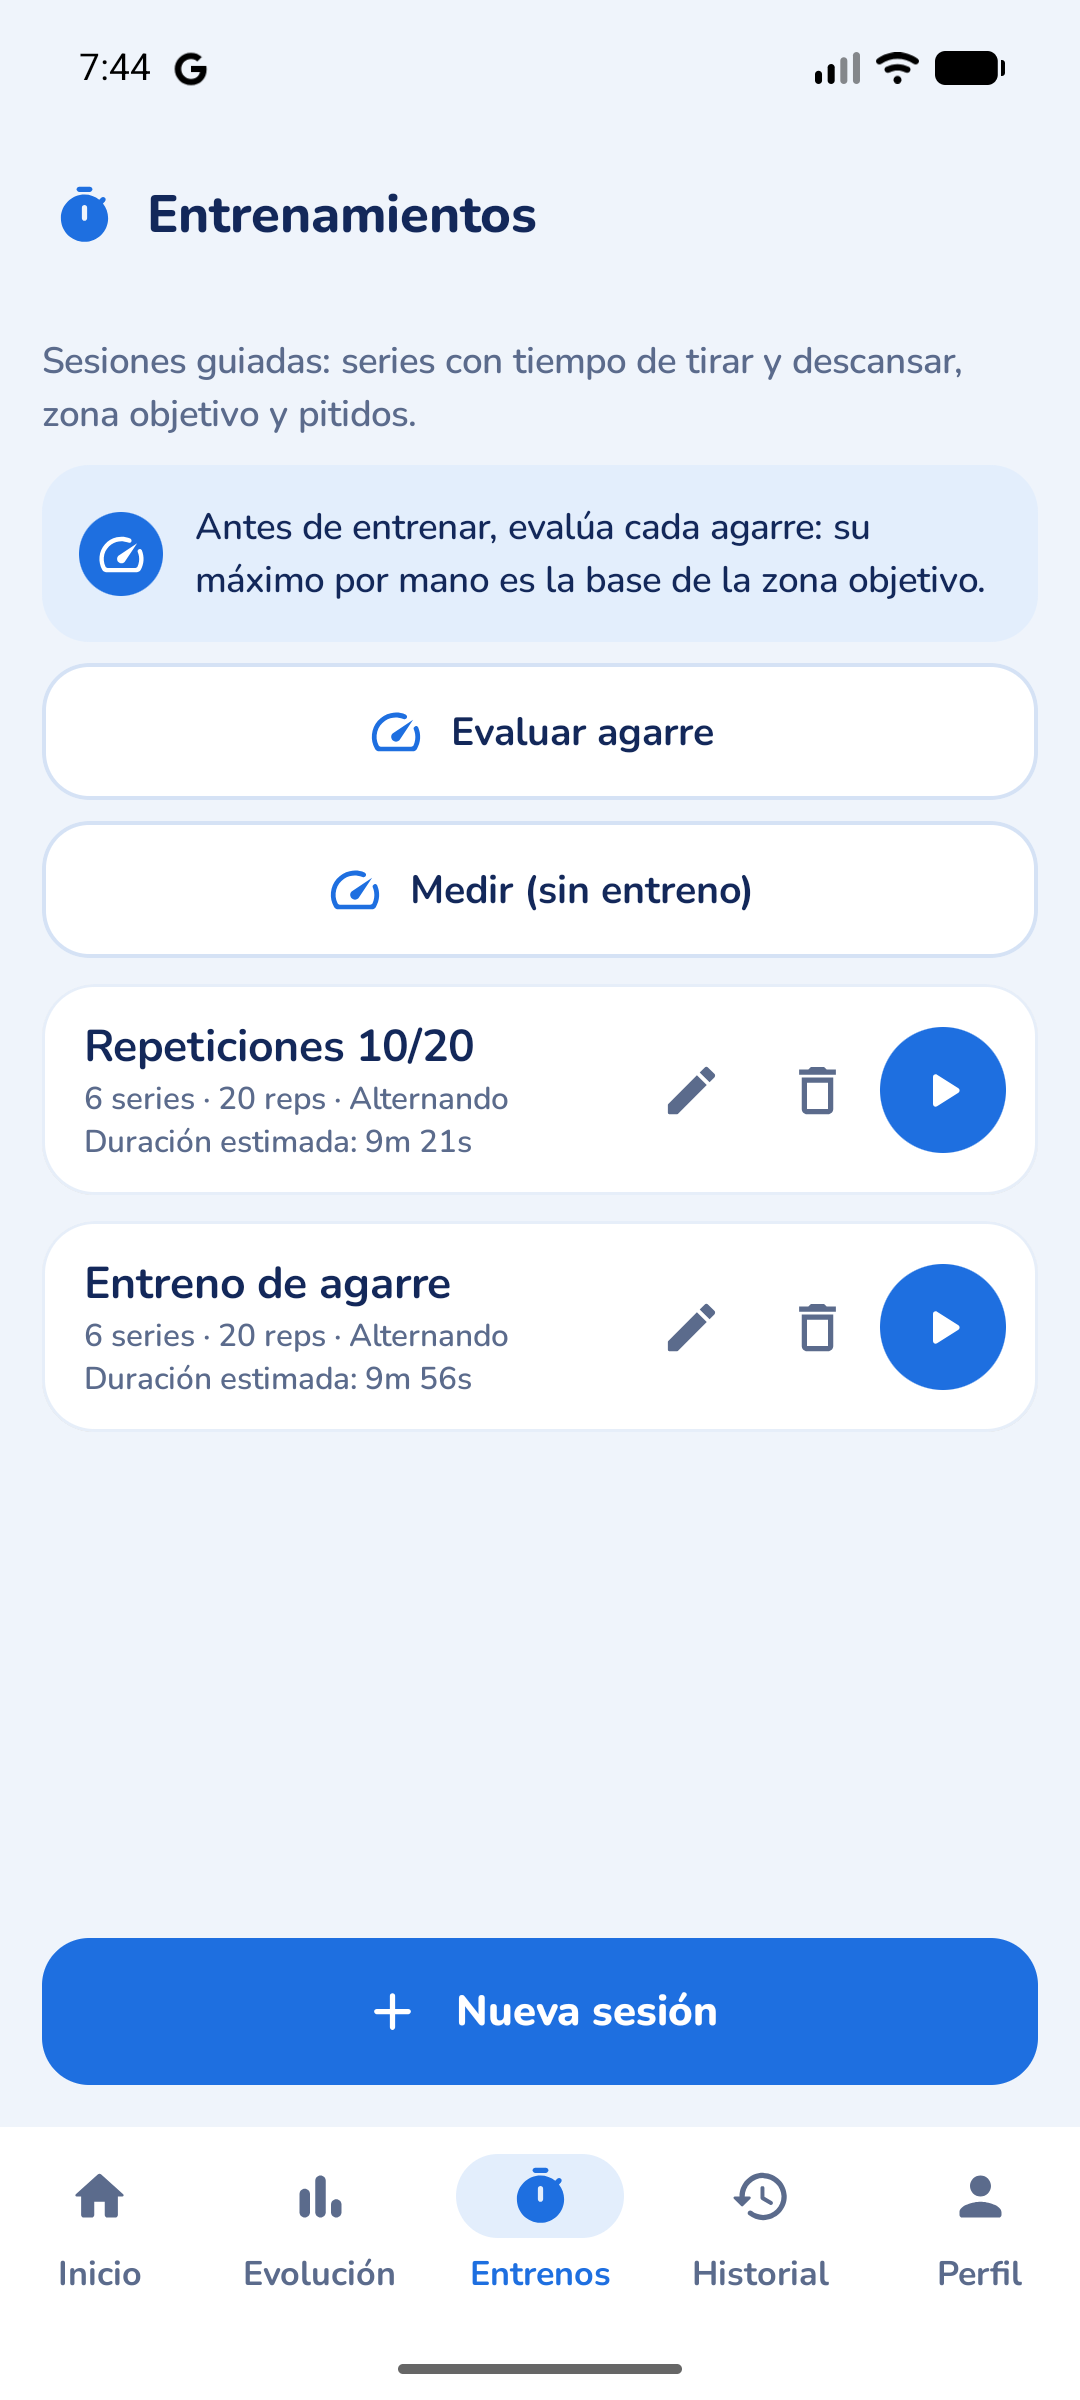 7:44
Entrenamientos
Sesiones guiadas: series con tiempo de tirar y descansar,
zona objetivo y pitidos.
Antes de entrenar, evalúa cada agarre: su
máximo por mano es la base de la zona objetivo.
Evaluar agarre
Medir (sin entreno)
Repeticiones 10/20
6 series · 20 reps · Alternando
Duración estimada: 9m 21s
Entreno de agarre
6 series · 20 reps · Alternando
Duración estimada: 9m 56s
Nueva sesión
Inicio
Evolución
Entrenos
Historial
Perfil